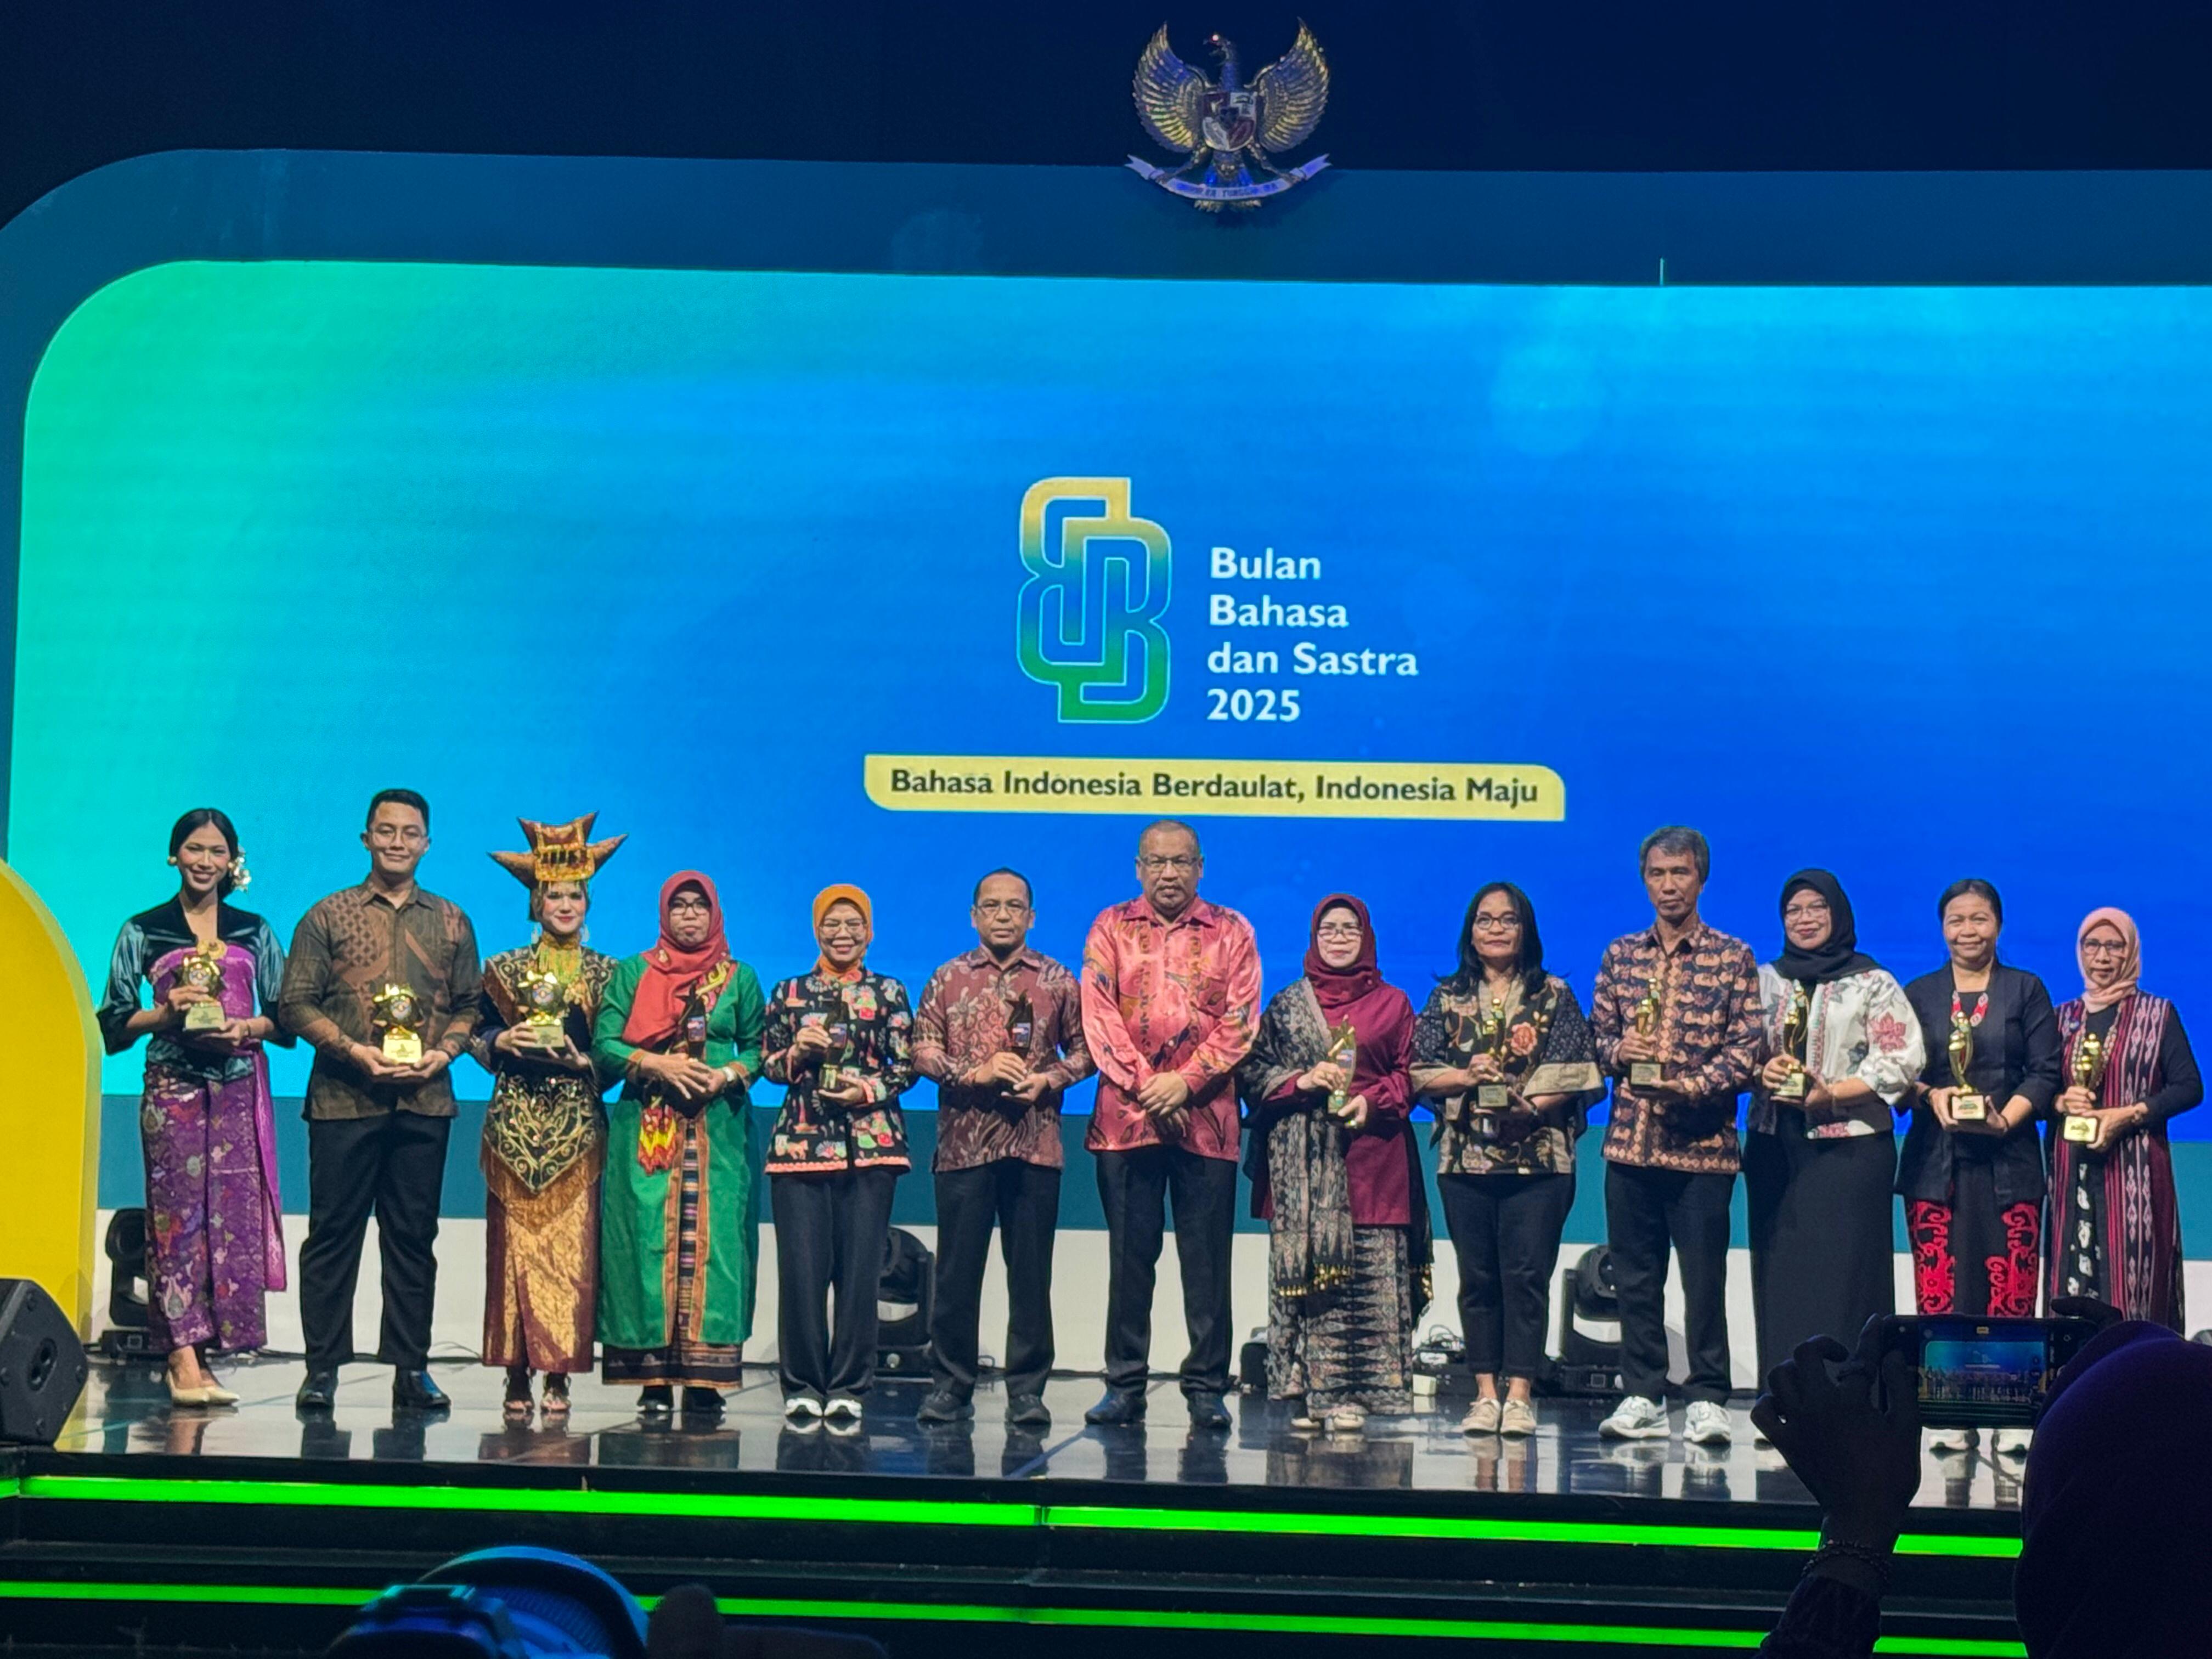 Bulan
Bahasa
dan Sastra
2025
Bahasa Indonesia Berdaulat, Indonesia Maju